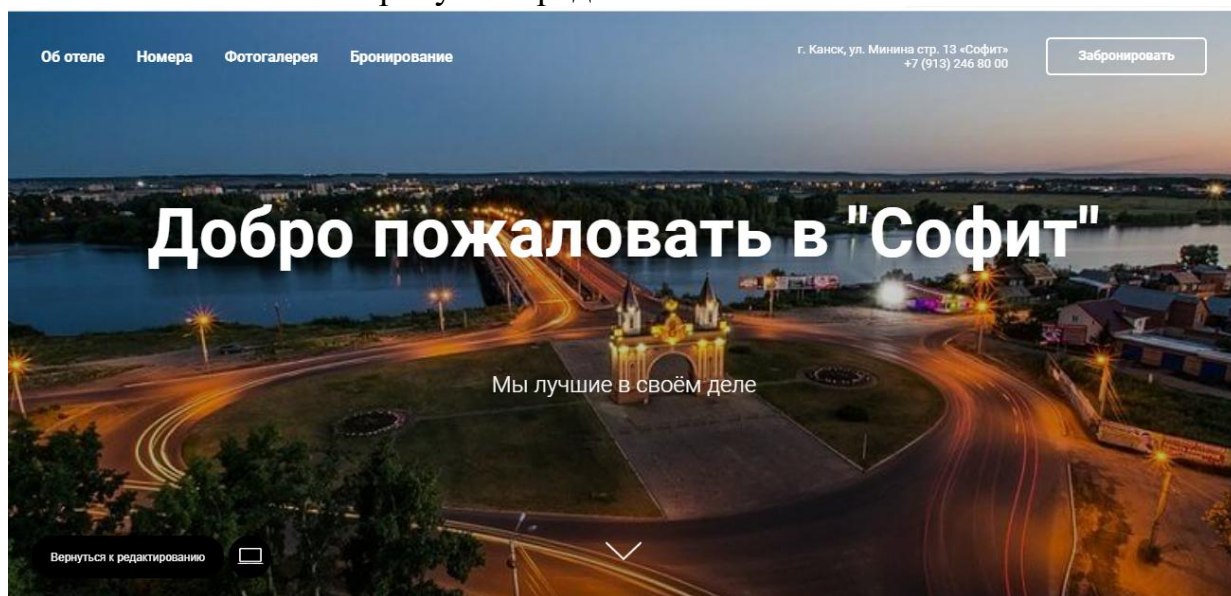 Об отеле Номера Фотогалерея Бронирование
г. Канск, ул. Минина стр. 13 «Софит»
+7 (913) 246 80 00
Забронировать
Добро пожаловать в "Софит"
Мы лучшие в своём деле
Вернуться к редактированию